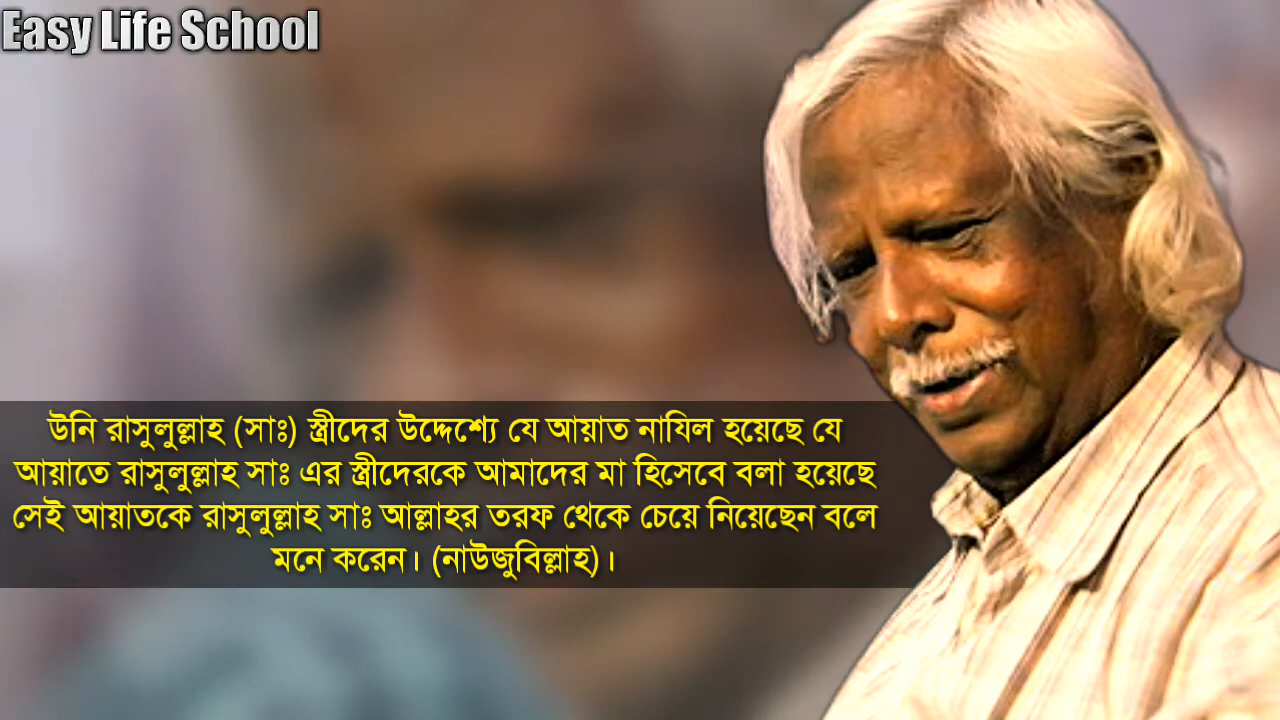 Easy Life School
উনি রাসুলুল্লাহ (সাঃ) স্ত্রীদের উদ্দেশ্যে যে আয়াত নাযিল হয়েছে যে
আয়াতে রাসুলুল্লাহ সাঃ এর স্ত্রীদেরকে আমাদের মা হিসেবে বলা হয়েছে
সেই আয়াতকে রাসুলুল্লাহ সাঃ আল্লাহর তরফ থেকে চেয়ে নিয়েছেন বলে
মনে করেন। (নাউজুবিল্লাহ)।